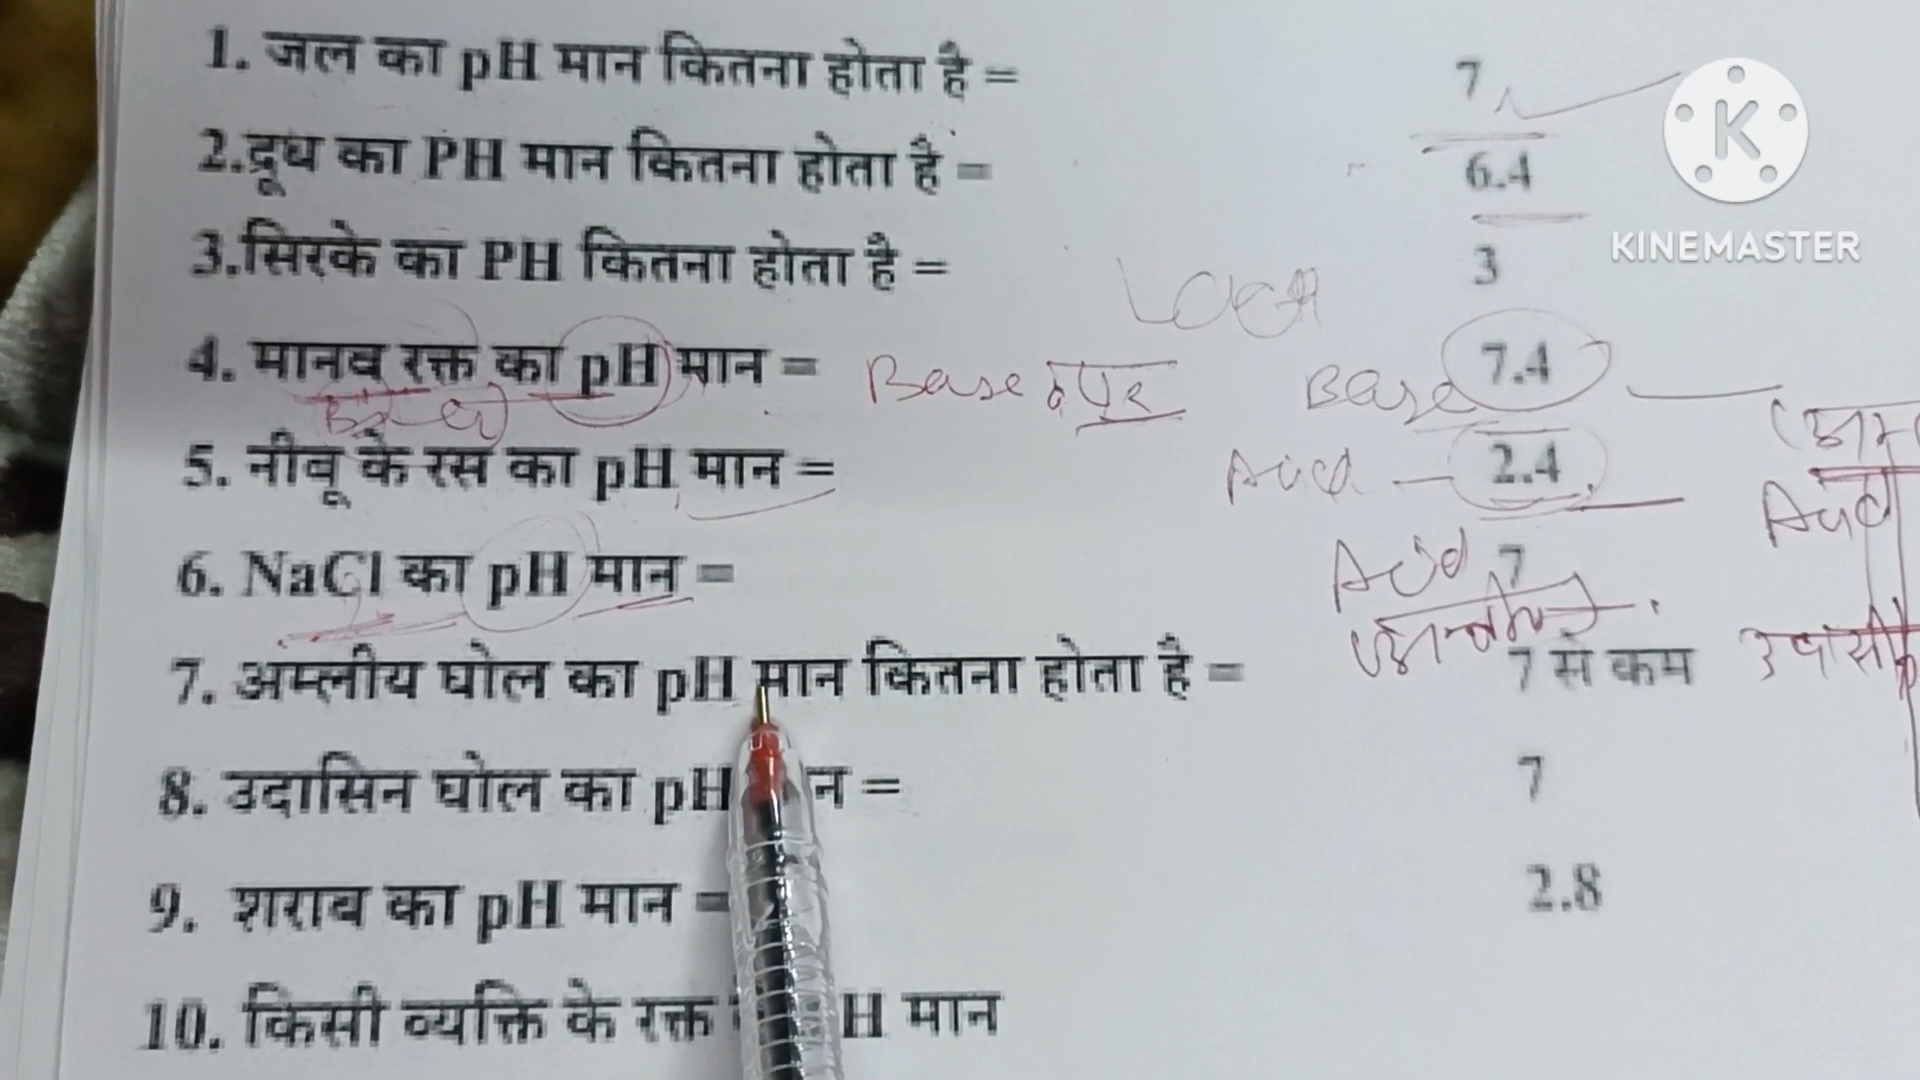 1. जल का pH मान कितना होता है = 7
2.दूध का PH मान कितना होता है = 6.4
K
KINEMASTER
3.सिरके का PH कितना होता है = 3
4. मानव रक्त का pH मान = Base Base 7.4
5. नीबू के रस का pH मान = Acid 2.4
Acid
6. NaCl का pH मान = Acid 7
7. अम्लीय घोल का pH मान कितना होता है = 7 से कम
8. उदासिन घोल का pH न = 7
9. शराब का pH मान = 2.8
10. किसी व्यक्ति के रक्त H मान